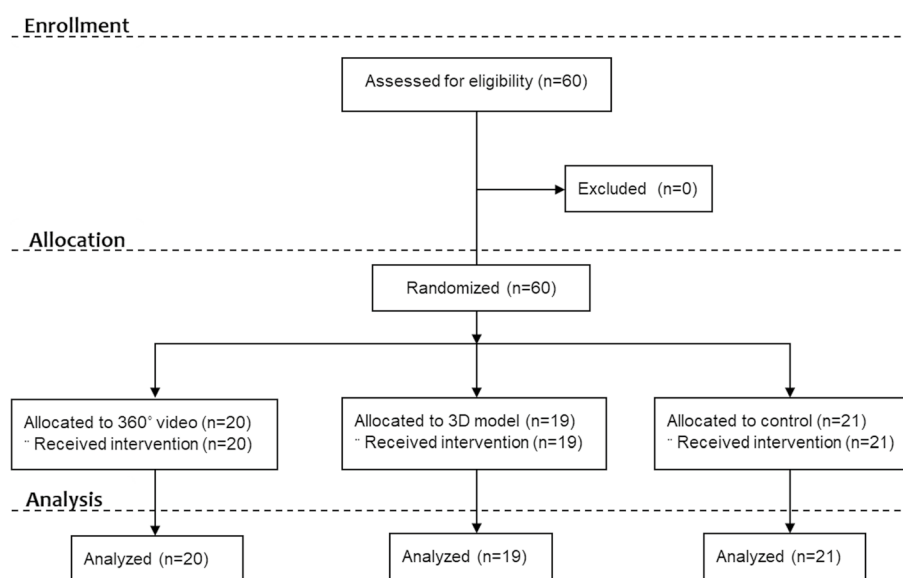 Enrollment
Assessed for eligibility (n=60)
Excluded (n=0)
Allocation
Randomized (n=60)
Allocated to 360° video (n=20)
¨ Received intervention (n=20)
Allocated to 3D model (n=19)
¨ Received intervention (n=19)
Allocated to control (n=21)
¨ Received intervention (n=21)
Analysis
Analyzed (n=20)
Analyzed (n=19)
Analyzed (n=21)